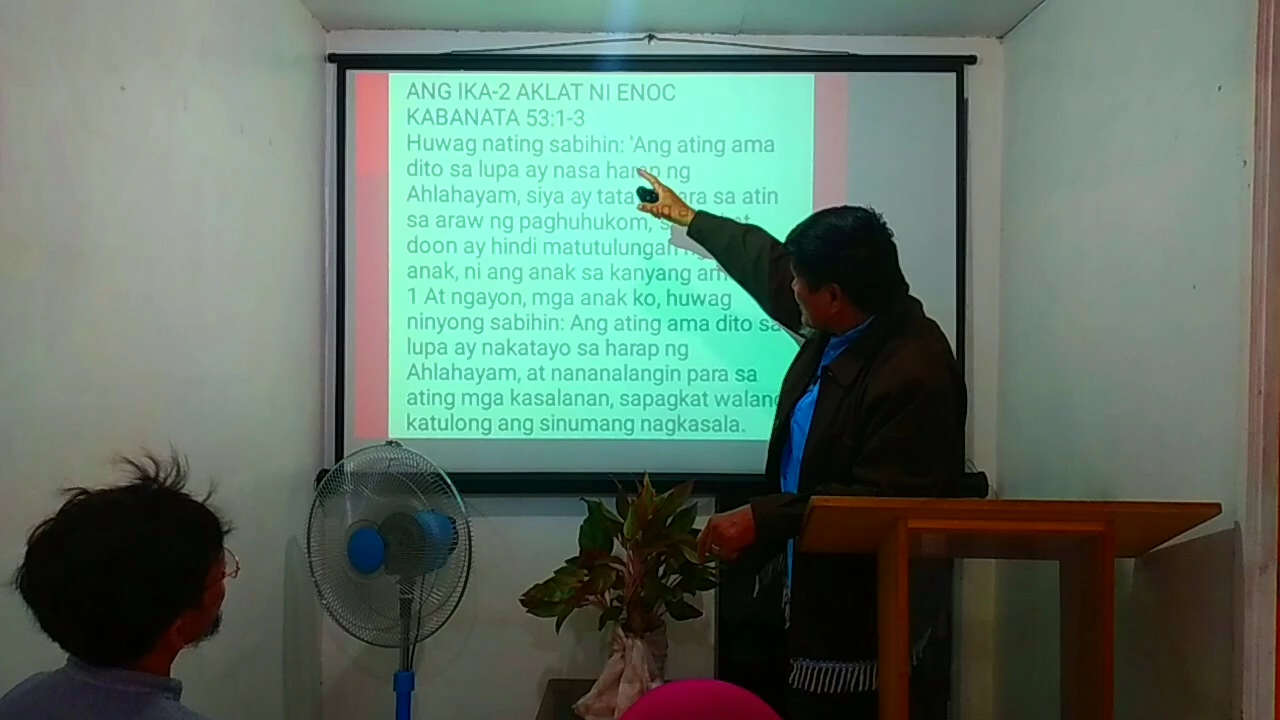 ANG IKA-2 AKLAT NI ENOC
KABANATA 53:1-3
Huwag nating sabihin: 'Ang ating ama
dito sa lupa ay nasa harap ng
Ahlahayam, siya ay sa atin
sa araw ng paghuhukom,
doon ay hindi matutulungan
anak, ni ang anak sa kanyang
1 At ngayon, mga anak ko, huwag
ninyong sabihin: Ang ating ama dito sa
lupa ay nakatayo sa harap ng
Ahlahayam, at nananalangin para sa
ating mga kasalanan, sapagkat walang
katulong ang sinumang nagkasala.